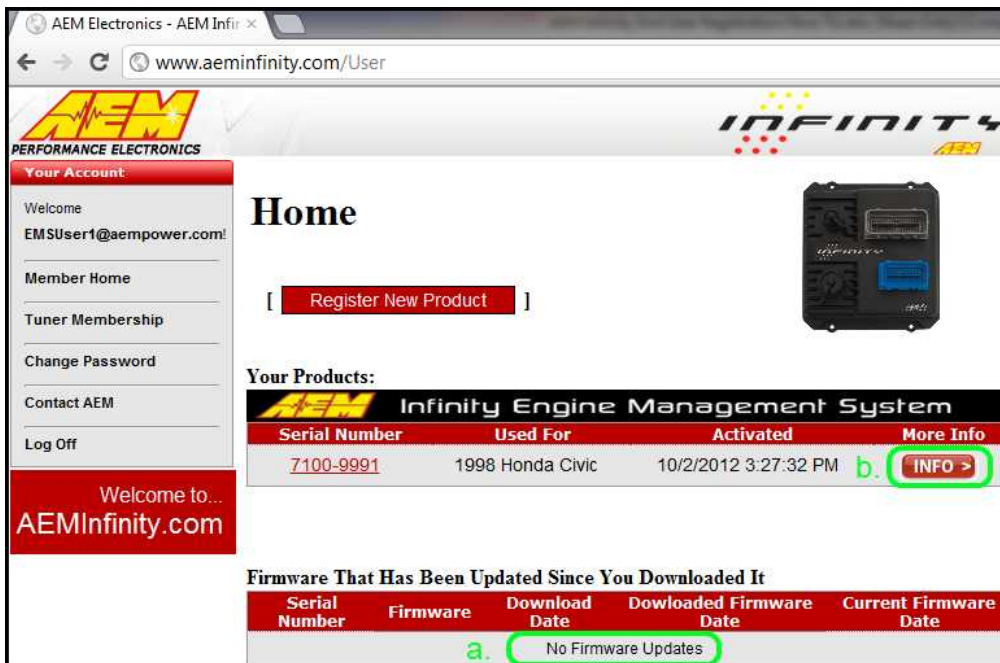 AEM Electronics - AEM Infir
www.aeminfinity.com/User
AEM
PERFORMANCE ELECTRONICS
INFINITY
AEM
Your Account
Welcome
EMSUser1@aempower.com!
Member Home
Tuner Membership
Change Password
Contact AEM
Log Off
Welcome to...
AEMInfinity.com
Home
[ Register New Product ]
INFINITY
Your Products:
AEM Infinity Engine Management System
Serial Number Used For Activated More Info
7100-9991 1998 Honda Civic 10/2/2012 3:27:32 PM b. INFO >
Firmware That Has Been Updated Since You Downloaded It
Serial Number Firmware Download Date Dowloaded Firmware Date Current Firmware Date
a. No Firmware Updates